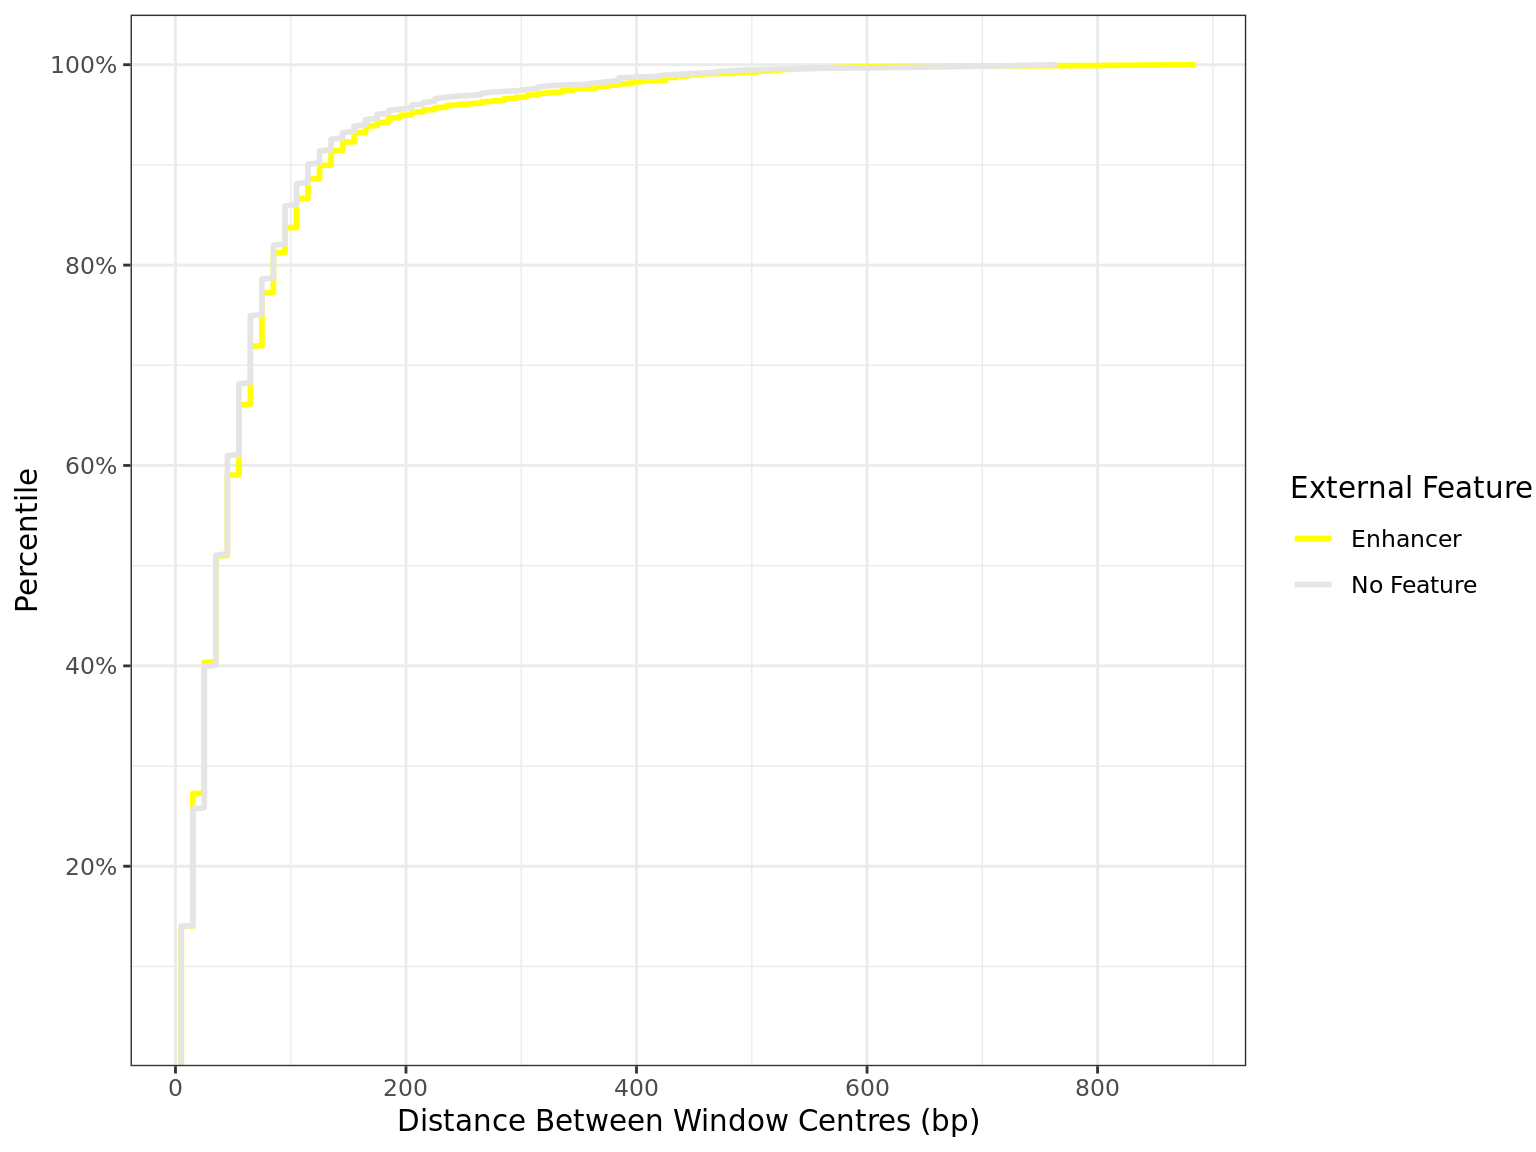 100%
80%
60%
40%
20%
Percentile
0 200 400 600 800
Distance Between Window Centres (bp)
External Feature
Enhancer
No Feature